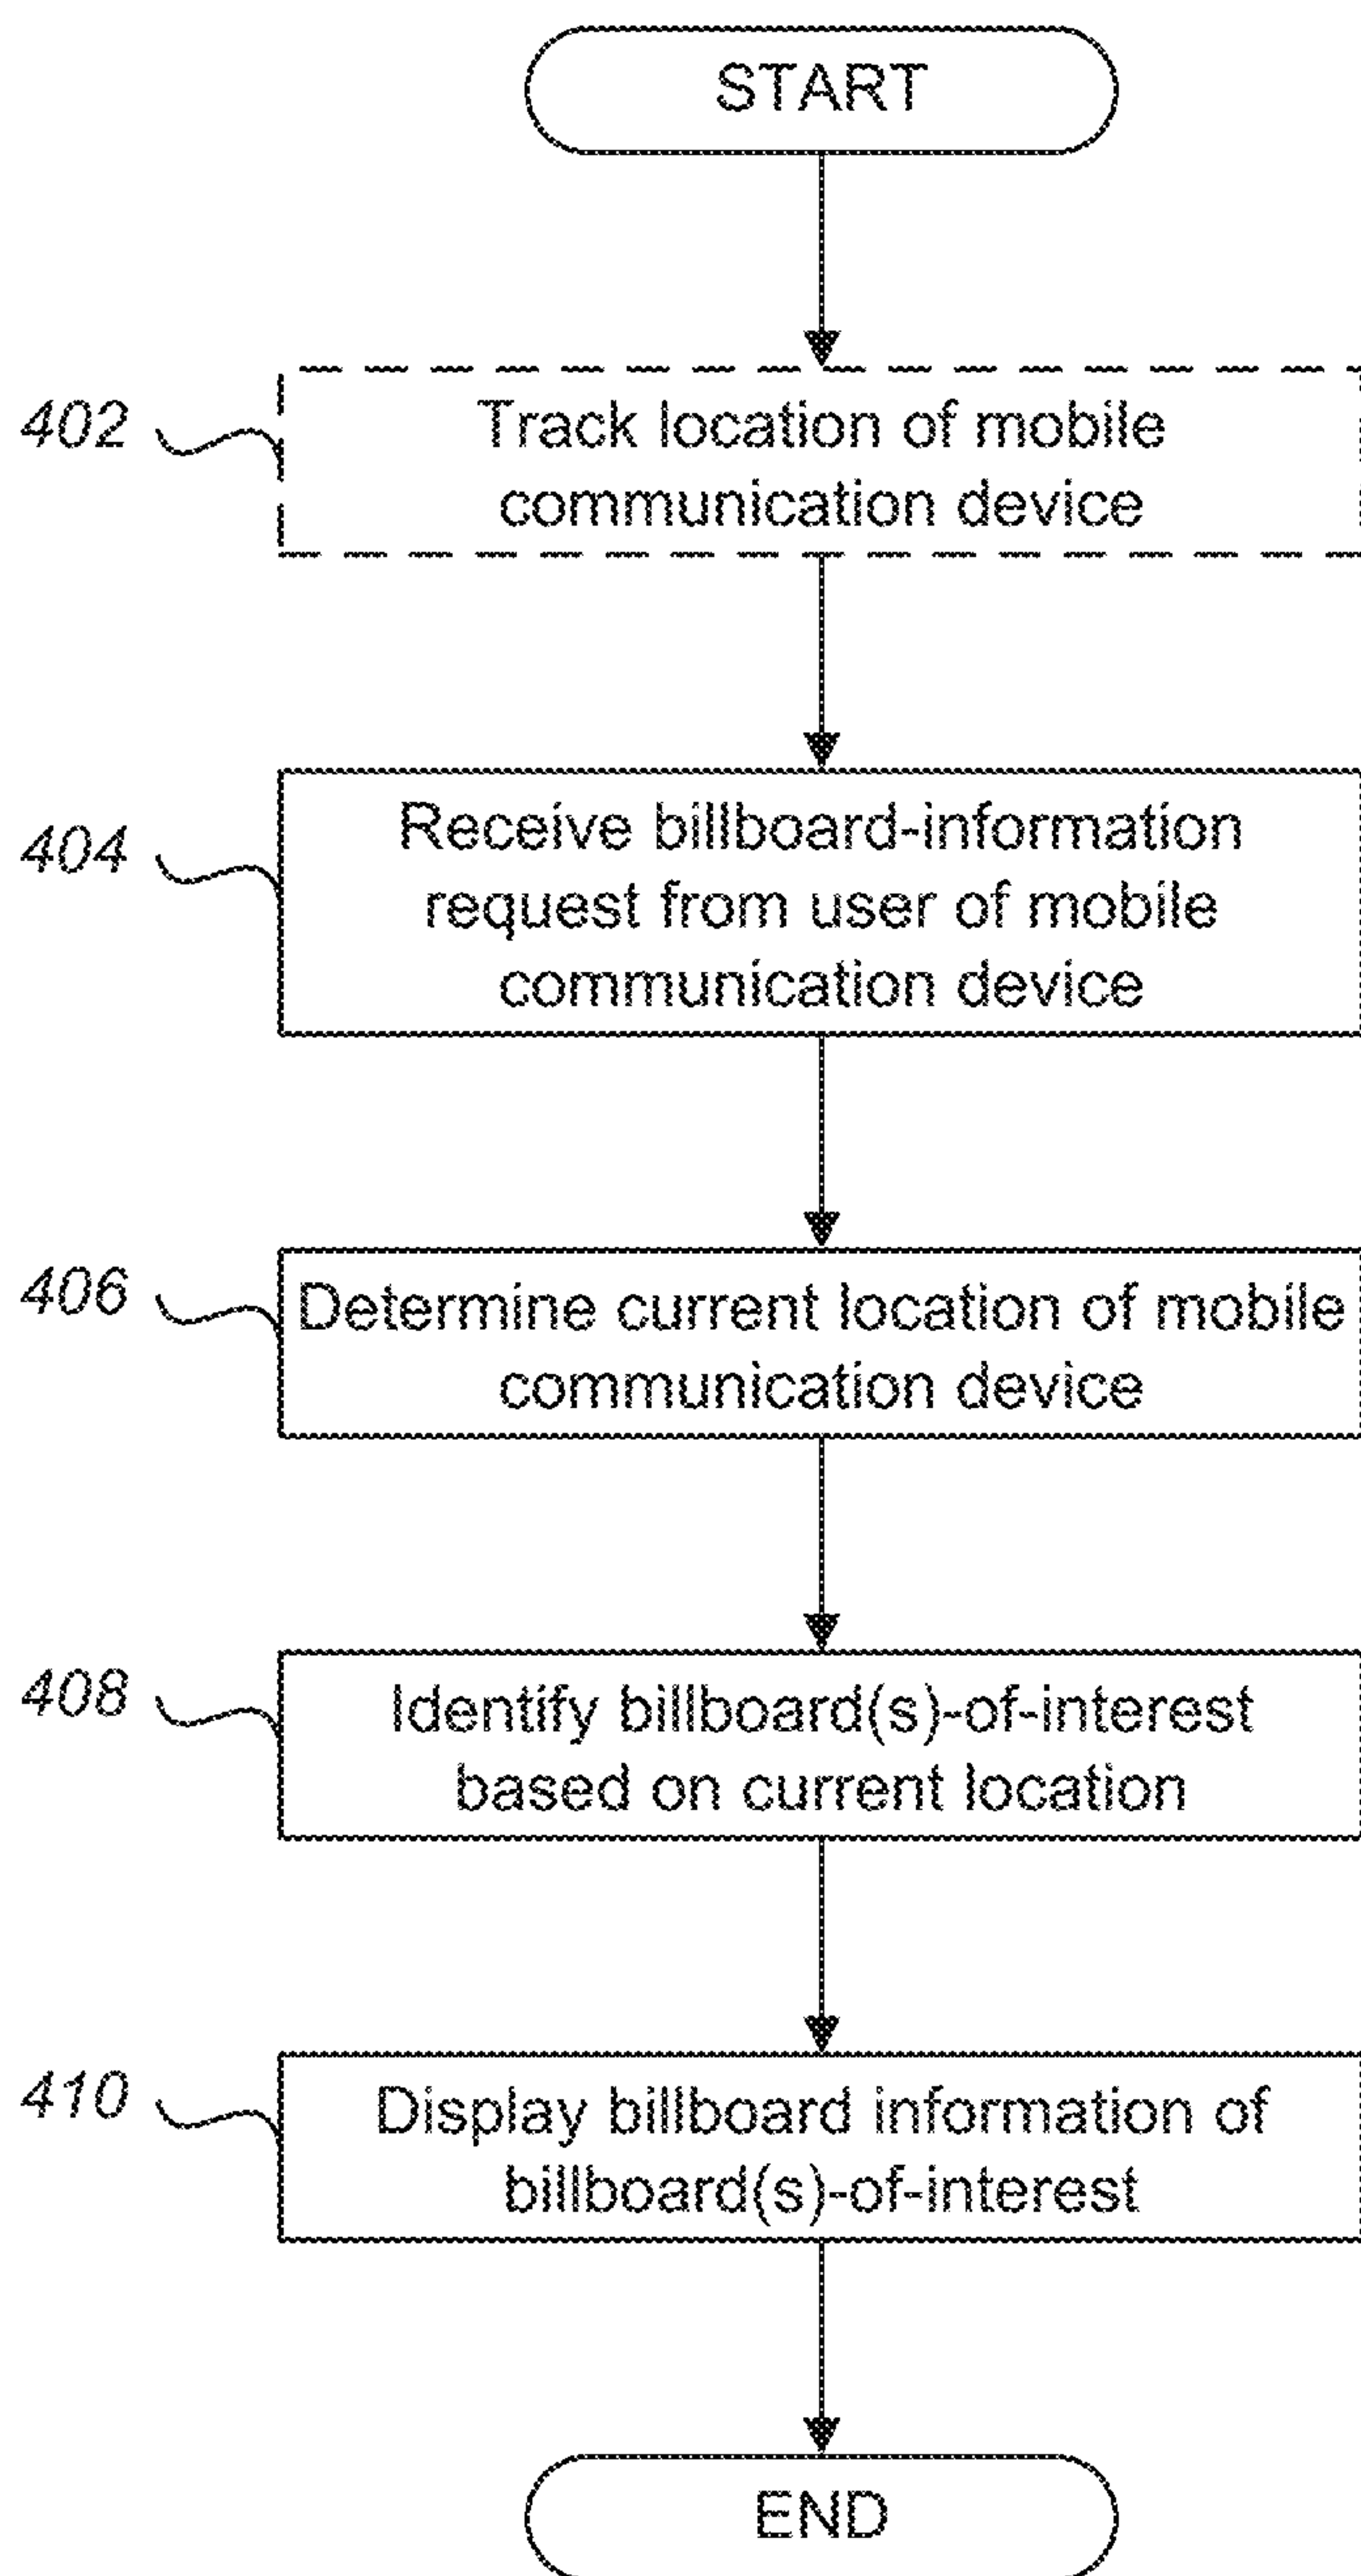 START
402
Track location of mobile
communication device
404
Receive billboard-information
request from user of mobile
communication device
406
Determine current location of mobile
communication device
408
Identify billboard(s)-of-interest
based on current location
410
Display billboard information of
billboard(s)-of-interest
END